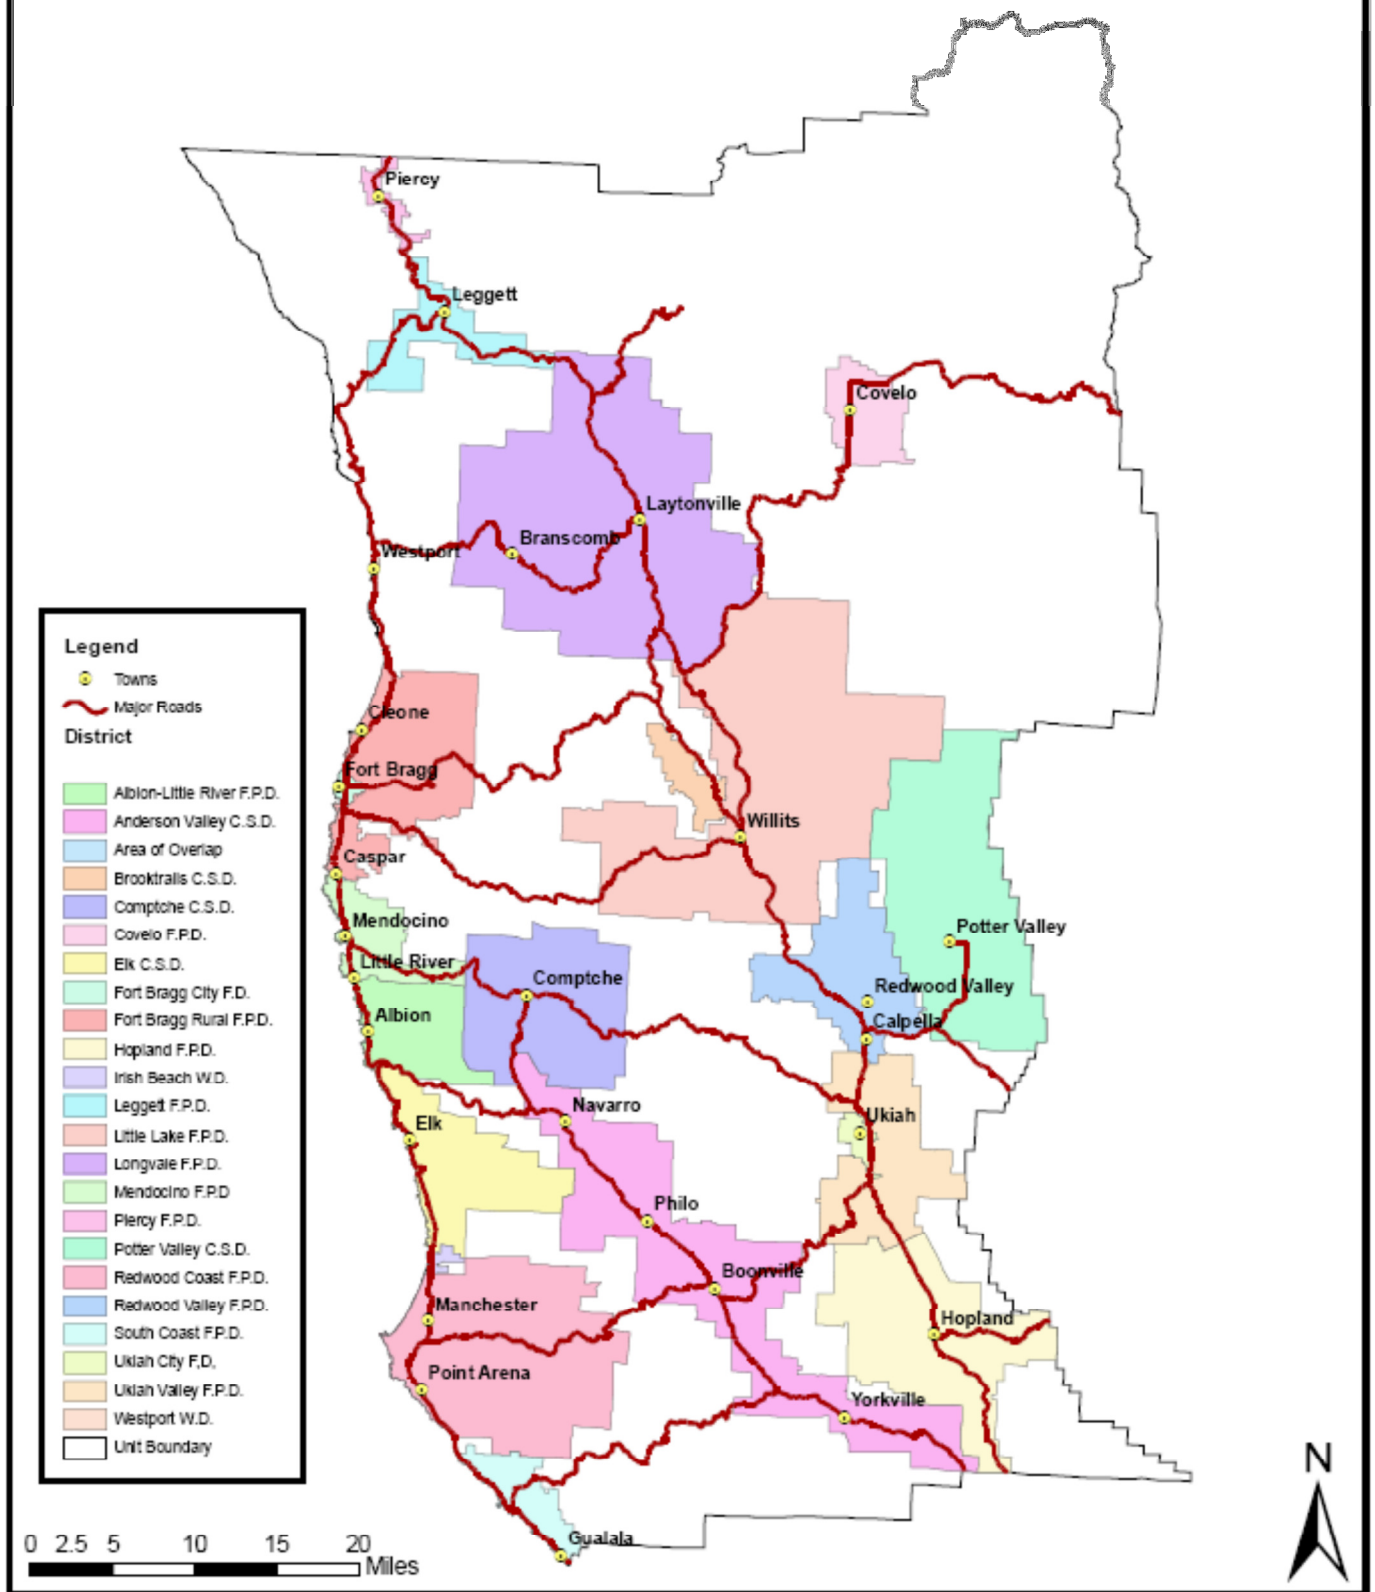 Piercy
Leggett
Covelo
Laytonville
Branscomb
Westport
Cleone
Fort Bragg
Willits
Caspar
Mendocino
Potter Valley
Little River
Comptche
Redwood Valley
Albion
Calpella
Navarro
Ukiah
Elk
Philo
Boonville
Manchester
Hopland
Point Arena
Yorkville
Gualala
Legend
Towns
Major Roads
District
Albion-Little River F.P.D.
Anderson Valley C.S.D.
Area of Overlap
Brooktrails C.S.D.
Comptche C.S.D.
Covelo F.P.D.
Elk C.S.D.
Fort Bragg City F.D.
Fort Bragg Rural F.P.D.
Hopland F.P.D.
Irish Beach W.D.
Leggett F.P.D.
Little Lake F.P.D.
Longvale F.P.D.
Mendocino F.P.D
Piercy F.P.D.
Potter Valley C.S.D.
Redwood Coast F.P.D.
Redwood Valley F.P.D.
South Coast F.P.D.
Ukiah City F,D,
Ukiah Valley F.P.D.
Westport W.D.
Unit Boundary
0 2.5 5 10 15 20
Miles
N